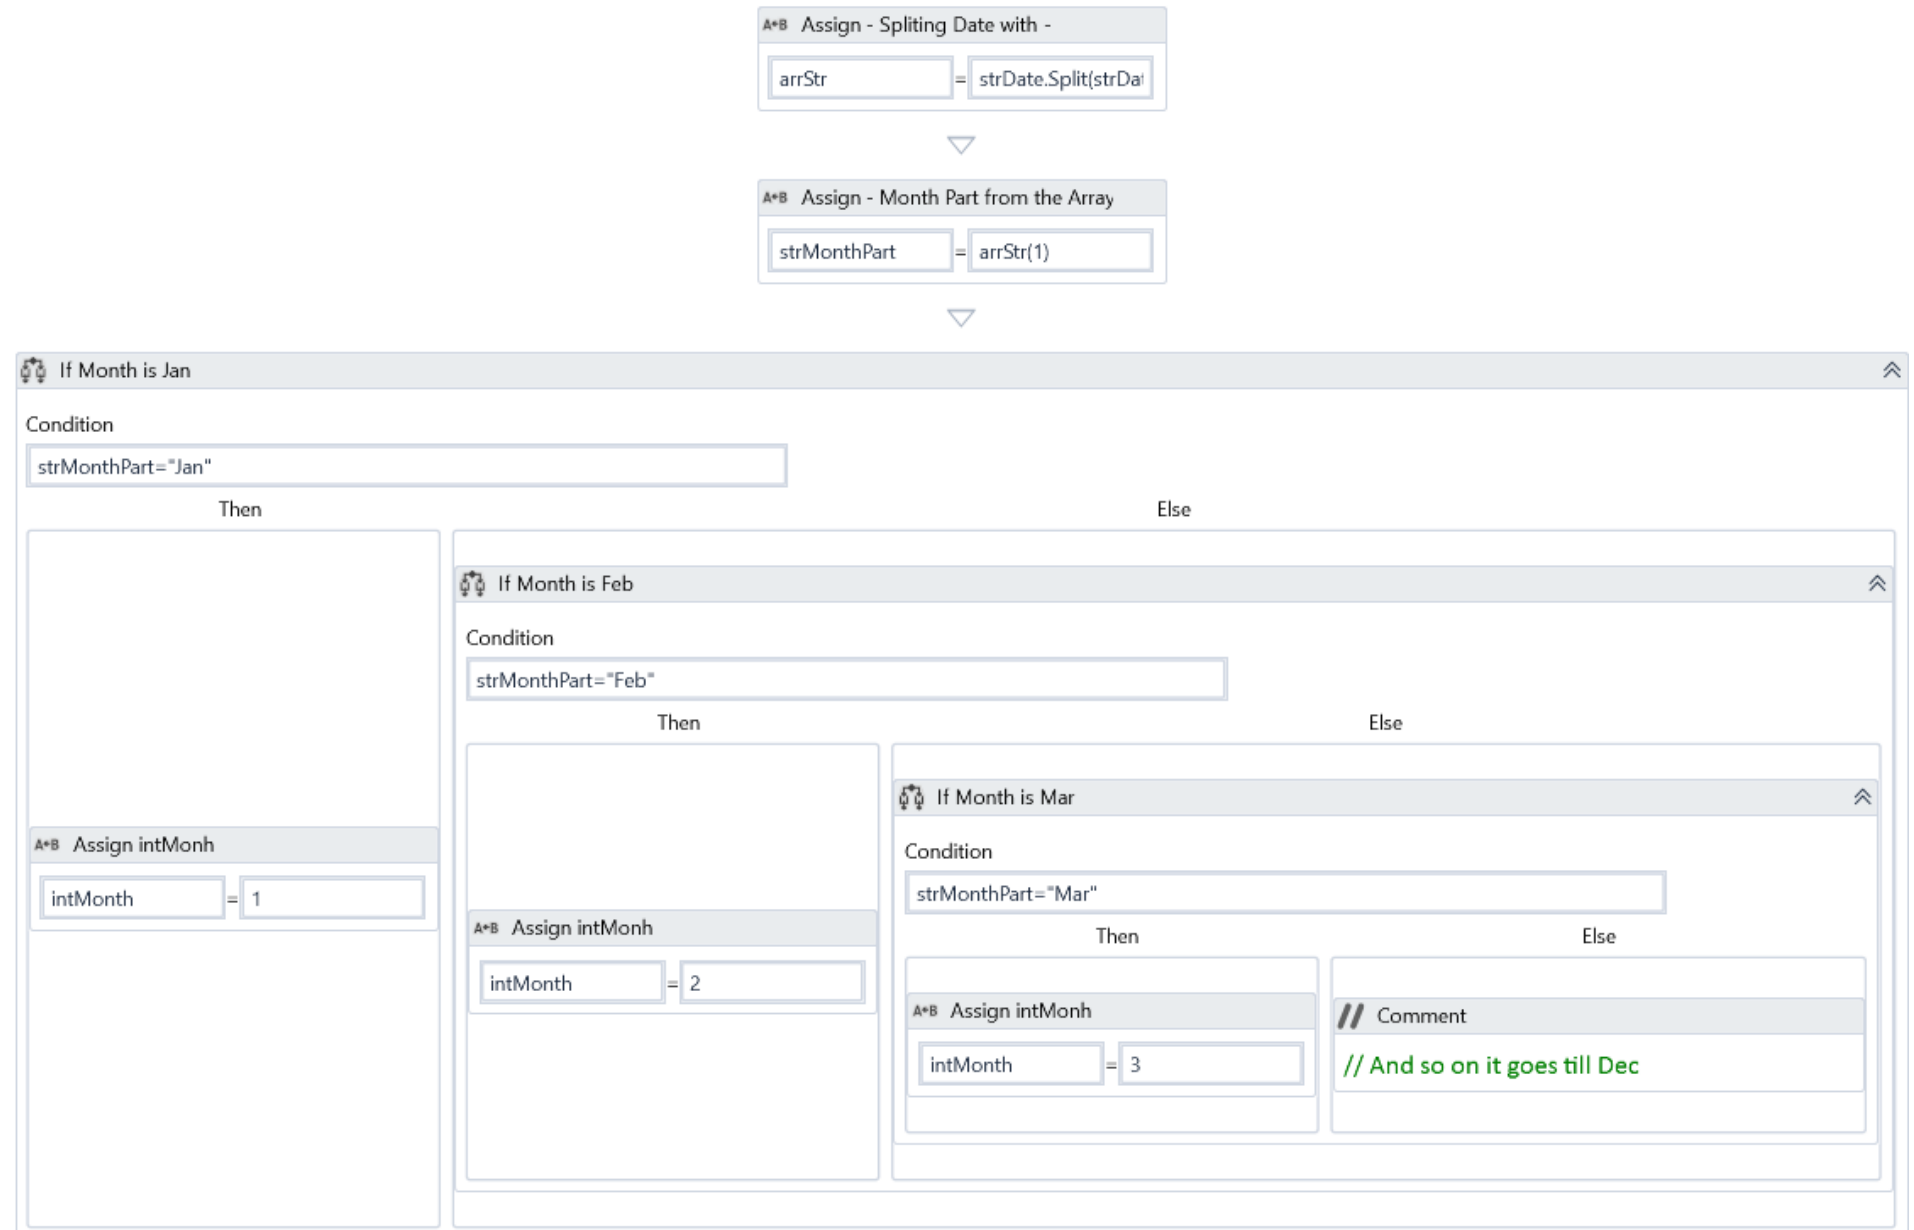 A+B Assign - Spliting Date with -
arrStr = strDate.Split(strDat
A+B Assign - Month Part from the Array
strMonthPart = arrStr(1)
If Month is Jan
Condition
strMonthPart="Jan"
Then Else
If Month is Feb
Condition
strMonthPart="Feb"
Then Else
If Month is Mar
A+B Assign intMonh
Condition
intMonth = 1
strMonthPart="Mar"
A+B Assign intMonh
Then Else
intMonth = 2
A+B Assign intMonh
// Comment
intMonth = 3
// And so on it goes till Dec